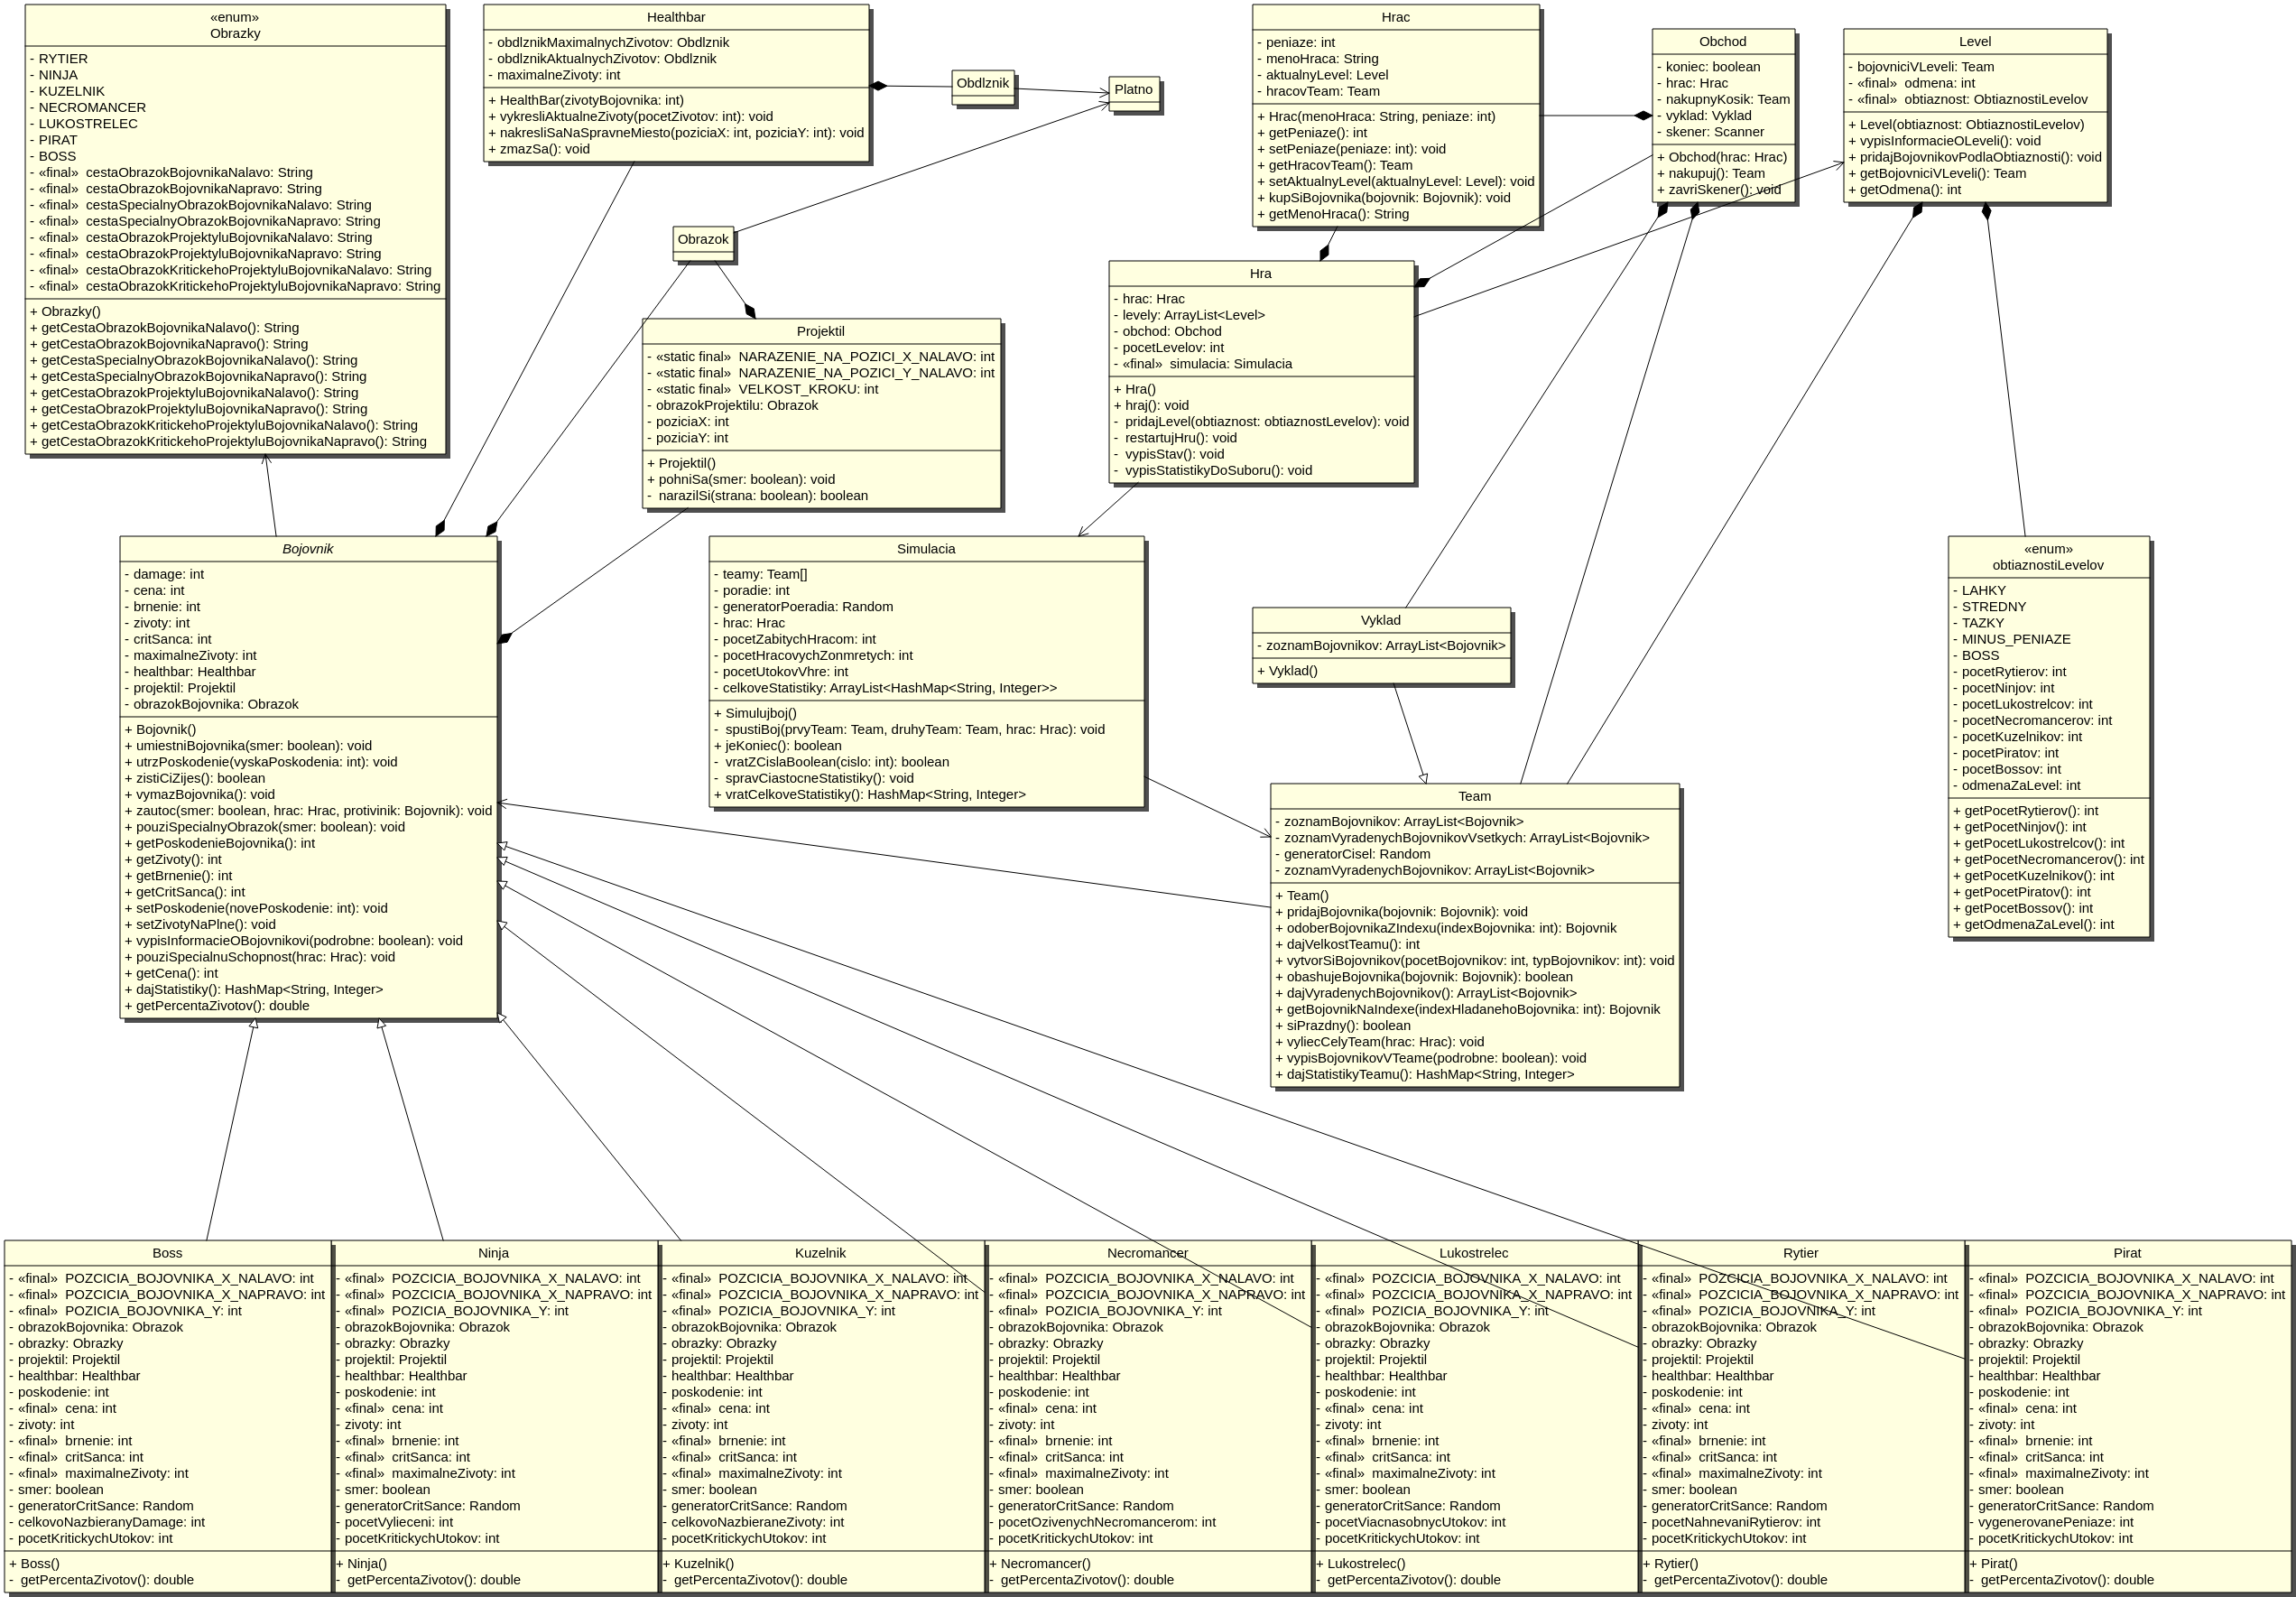 «enum»
Obrazky
- RYTIER
- NINJA
- KUZELNIK
- NECROMANCER
- LUKOSTRELEC
- PIRAT
- BOSS
- «final»  cestaObrazokBojovnikaNalavo: String
- «final»  cestaObrazokBojovnikaNapravo: String
- «final»  cestaSpecialnyObrazokBojovnikaNalavo: String
- «final»  cestaSpecialnyObrazokBojovnikaNapravo: String
- «final»  cestaObrazokProjektyluBojovnikaNalavo: String
- «final»  cestaObrazokProjektyluBojovnikaNapravo: String
- «final»  cestaObrazokKritickehoProjektyluBojovnikaNalavo: String
- «final»  cestaObrazokKritickehoProjektyluBojovnikaNapravo: String
+ Obrazky()
+ getCestaObrazokBojovnikaNalavo(): String
+ getCestaObrazokBojovnikaNapravo(): String
+ getCestaSpecialnyObrazokBojovnikaNalavo(): String
+ getCestaSpecialnyObrazokBojovnikaNapravo(): String
+ getCestaObrazokProjektyluBojovnikaNalavo(): String
+ getCestaObrazokProjektyluBojovnikaNapravo(): String
+ getCestaObrazokKritickehoProjektyluBojovnikaNalavo(): String
+ getCestaObrazokKritickehoProjektyluBojovnikaNapravo(): String
Healthbar
- obdlznikMaximalnychZivotov: Obdlznik
- obdlznikAktualnychZivotov: Obdlznik
- maximalneZivoty: int
+ HealthBar(zivotyBojovnika: int)
+ vykresliAktualneZivoty(pocetZivotov: int): void
+ nakresliSaNaSpravneMiesto(poziciaX: int, poziciaY: int): void
+ zmazSa(): void
Obdlznik
Platno
Obrazok
Hrac
- peniaze: int
- menoHraca: String
- aktualnyLevel: Level
- hracovTeam: Team
+ Hrac(menoHraca: String, peniaze: int)
+ getPeniaze(): int
+ setPeniaze(peniaze: int): void
+ getHracovTeam(): Team
+ setAktualnyLevel(aktualnyLevel: Level): void
+ kupSiBojovnika(bojovnik: Bojovnik): void
+ getMenoHraca(): String
Obchod
- koniec: boolean
- hrac: Hrac
- nakupnyKosik: Team
- vyklad: Vyklad
- skener: Scanner
+ Obchod(hrac: Hrac)
+ nakupuj(): Team
+ zavriSkener(): void
Level
- bojovniciVLeveli: Team
- «final»  odmena: int
- «final»  obtiaznost: ObtiaznostiLevelov
+ Level(obtiaznost: ObtiaznostiLevelov)
+ vypisInformacieOLeveli(): void
+ pridajBojovnikovPodlaObtiaznosti(): void
+ getBojovniciVLeveli(): Team
+ getOdmena(): int
Projektil
- «static final»  NARAZENIE_NA_POZICI_X_NALAVO: int
- «static final»  NARAZENIE_NA_POZICI_Y_NALAVO: int
- «static final»  VELKOST_KROKU: int
- obrazokProjektilu: Obrazok
- poziciaX: int
- poziciaY: int
+ Projektil()
+ pohniSa(smer: boolean): void
-  narazilSi(strana: boolean): boolean
Hra
- hrac: Hrac
- levely: ArrayList<Level>
- obchod: Obchod
- pocetLevelov: int
- «final»  simulacia: Simulacia
+ Hra()
+ hraj(): void
-  pridajLevel(obtiaznost: obtiaznostLevelov): void
-  restartujHru(): void
-  vypisStav(): void
-  vypisStatistikyDoSuboru(): void
Bojovnik
- damage: int
- cena: int
- brnenie: int
- zivoty: int
- critSanca: int
- maximalneZivoty: int
- healthbar: Healthbar
- projektil: Projektil
- obrazokBojovnika: Obrazok
+ Bojovnik()
+ umiestniBojovnika(smer: boolean): void
+ utrzPoskodenie(vyskaPoskodenia: int): void
+ zistiCiZijes(): boolean
+ vymazBojovnika(): void
+ zautoc(smer: boolean, hrac: Hrac, protivinik: Bojovnik): void
+ pouziSpecialnyObrazok(smer: boolean): void
+ getPoskodenieBojovnika(): int
+ getZivoty(): int
+ getBrnenie(): int
+ getCritSanca(): int
+ setPoskodenie(novePoskodenie: int): void
+ setZivotyNaPlne(): void
+ vypisInformacieOBojovnikovi(podrobne: boolean): void
+ pouziSpecialnuSchopnost(hrac: Hrac): void
+ getCena(): int
+ dajStatistiky(): HashMap<String, Integer>
+ getPercentaZivotov(): double
Simulacia
- teamy: Team[]
- poradie: int
- generatorPoeradia: Random
- hrac: Hrac
- pocetZabitychHracom: int
- pocetHracovychZonmretych: int
- pocetUtokovVhre: int
- celkoveStatistiky: ArrayList<HashMap<String, Integer>>
+ Simulujboj()
-  spustiBoj(prvyTeam: Team, druhyTeam: Team, hrac: Hrac): void
+ jeKoniec(): boolean
-  vratZCislaBoolean(cislo: int): boolean
-  spravCiastocneStatistiky(): void
+ vratCelkoveStatistiky(): HashMap<String, Integer>
Vyklad
- zoznamBojovnikov: ArrayList<Bojovnik>
+ Vyklad()
«enum»
obtiaznostiLevelov
- LAHKY
- STREDNY
- TAZKY
- MINUS_PENIAZE
- BOSS
- pocetRytierov: int
- pocetNinjov: int
- pocetLukostrelcov: int
- pocetNecromancerov: int
- pocetKuzelnikov: int
- pocetPiratov: int
- pocetBossov: int
- odmenaZaLevel: int
+ getPocetRytierov(): int
+ getPocetNinjov(): int
+ getPocetLukostrelcov(): int
+ getPocetNecromancerov(): int
+ getPocetKuzelnikov(): int
+ getPocetPiratov(): int
+ getPocetBossov(): int
+ getOdmenaZaLevel(): int
Team
- zoznamBojovnikov: ArrayList<Bojovnik>
- zoznamVyradenychBojovnikovVsetkych: ArrayList<Bojovnik>
- generatorCisel: Random
- zoznamVyradenychBojovnikov: ArrayList<Bojovnik>
+ Team()
+ pridajBojovnika(bojovnik: Bojovnik): void
+ odoberBojovnikaZIndexu(indexBojovnika: int): Bojovnik
+ dajVelkostTeamu(): int
+ vytvorSiBojovnikov(pocetBojovnikov: int, typBojovnikov: int): void
+ obashujeBojovnika(bojovnik: Bojovnik): boolean
+ dajVyradenychBojovnikov(): ArrayList<Bojovnik>
+ getBojovnikNaIndexe(indexHladanehoBojovnika: int): Bojovnik
+ siPrazdny(): boolean
+ vyliecCelyTeam(hrac: Hrac): void
+ vypisBojovnikovVTeame(podrobne: boolean): void
+ dajStatistikyTeamu(): HashMap<String, Integer>
Boss
- «final»  POZCICIA_BOJOVNIKA_X_NALAVO: int
- «final»  POZCICIA_BOJOVNIKA_X_NAPRAVO: int
- «final»  POZICIA_BOJOVNIKA_Y: int
- obrazokBojovnika: Obrazok
- obrazky: Obrazky
- projektil: Projektil
- healthbar: Healthbar
- poskodenie: int
- «final»  cena: int
- zivoty: int
- «final»  brnenie: int
- «final»  critSanca: int
- «final»  maximalneZivoty: int
- smer: boolean
- generatorCritSance: Random
- celkovoNazbieranyDamage: int
- pocetKritickychUtokov: int
+ Boss()
-  getPercentaZivotov(): double
Ninja
- «final»  POZCICIA_BOJOVNIKA_X_NALAVO: int
- «final»  POZCICIA_BOJOVNIKA_X_NAPRAVO: int
- «final»  POZICIA_BOJOVNIKA_Y: int
- obrazokBojovnika: Obrazok
- obrazky: Obrazky
- projektil: Projektil
- healthbar: Healthbar
- poskodenie: int
- «final»  cena: int
- zivoty: int
- «final»  brnenie: int
- «final»  critSanca: int
- «final»  maximalneZivoty: int
- smer: boolean
- generatorCritSance: Random
- pocetVylieceni: int
- pocetKritickychUtokov: int
+ Ninja()
-  getPercentaZivotov(): double
Kuzelnik
- «final»  POZCICIA_BOJOVNIKA_X_NALAVO: int
- «final»  POZCICIA_BOJOVNIKA_X_NAPRAVO: int
- «final»  POZICIA_BOJOVNIKA_Y: int
- obrazokBojovnika: Obrazok
- obrazky: Obrazky
- projektil: Projektil
- healthbar: Healthbar
- poskodenie: int
- «final»  cena: int
- zivoty: int
- «final»  brnenie: int
- «final»  critSanca: int
- «final»  maximalneZivoty: int
- smer: boolean
- generatorCritSance: Random
- celkovoNazbieraneZivoty: int
- pocetKritickychUtokov: int
+ Kuzelnik()
-  getPercentaZivotov(): double
Necromancer
- «final»  POZCICIA_BOJOVNIKA_X_NALAVO: int
- «final»  POZCICIA_BOJOVNIKA_X_NAPRAVO: int
- «final»  POZICIA_BOJOVNIKA_Y: int
- obrazokBojovnika: Obrazok
- obrazky: Obrazky
- projektil: Projektil
- healthbar: Healthbar
- poskodenie: int
- «final»  cena: int
- zivoty: int
- «final»  brnenie: int
- «final»  critSanca: int
- «final»  maximalneZivoty: int
- smer: boolean
- generatorCritSance: Random
- pocetOzivenychNecromancerom: int
- pocetKritickychUtokov: int
+ Necromancer()
-  getPercentaZivotov(): double
Lukostrelec
- «final»  POZCICIA_BOJOVNIKA_X_NALAVO: int
- «final»  POZCICIA_BOJOVNIKA_X_NAPRAVO: int
- «final»  POZICIA_BOJOVNIKA_Y: int
- obrazokBojovnika: Obrazok
- obrazky: Obrazky
- projektil: Projektil
- healthbar: Healthbar
- poskodenie: int
- «final»  cena: int
- zivoty: int
- «final»  brnenie: int
- «final»  critSanca: int
- «final»  maximalneZivoty: int
- smer: boolean
- generatorCritSance: Random
- pocetViacnasobnycUtokov: int
- pocetKritickychUtokov: int
+ Lukostrelec()
-  getPercentaZivotov(): double
Rytier
- «final»  POZCICIA_BOJOVNIKA_X_NALAVO: int
- «final»  POZCICIA_BOJOVNIKA_X_NAPRAVO: int
- «final»  POZICIA_BOJOVNIKA_Y: int
- obrazokBojovnika: Obrazok
- obrazky: Obrazky
- projektil: Projektil
- healthbar: Healthbar
- poskodenie: int
- «final»  cena: int
- zivoty: int
- «final»  brnenie: int
- «final»  critSanca: int
- «final»  maximalneZivoty: int
- smer: boolean
- generatorCritSance: Random
- pocetNahnevaniRytierov: int
- pocetKritickychUtokov: int
+ Rytier()
-  getPercentaZivotov(): double
Pirat
- «final»  POZCICIA_BOJOVNIKA_X_NALAVO: int
- «final»  POZCICIA_BOJOVNIKA_X_NAPRAVO: int
- «final»  POZICIA_BOJOVNIKA_Y: int
- obrazokBojovnika: Obrazok
- obrazky: Obrazky
- projektil: Projektil
- healthbar: Healthbar
- poskodenie: int
- «final»  cena: int
- zivoty: int
- «final»  brnenie: int
- «final»  critSanca: int
- «final»  maximalneZivoty: int
- smer: boolean
- generatorCritSance: Random
- vygenerovanePeniaze: int
- pocetKritickychUtokov: int
+ Pirat()
-  getPercentaZivotov(): double